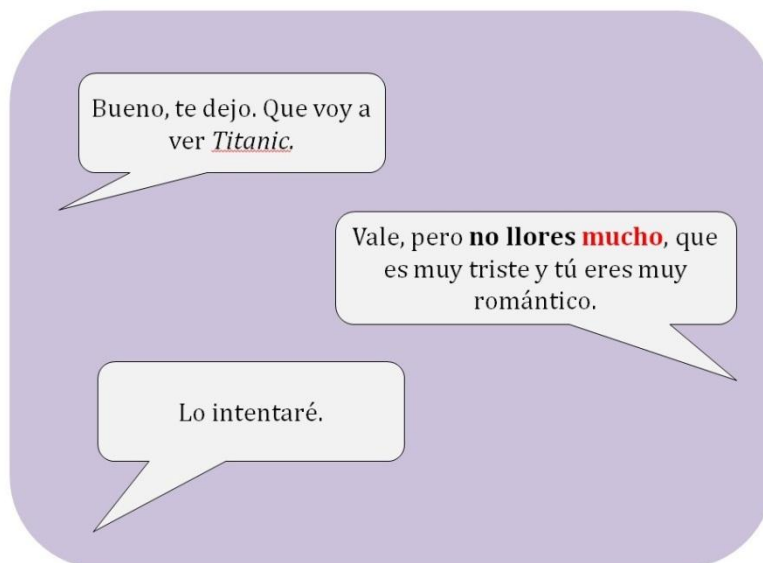 Bueno, te dejo. Que voy a
ver Titanic.
Vale, pero no llores mucho, que
es muy triste y tú eres muy
romántico.
Lo intentaré.